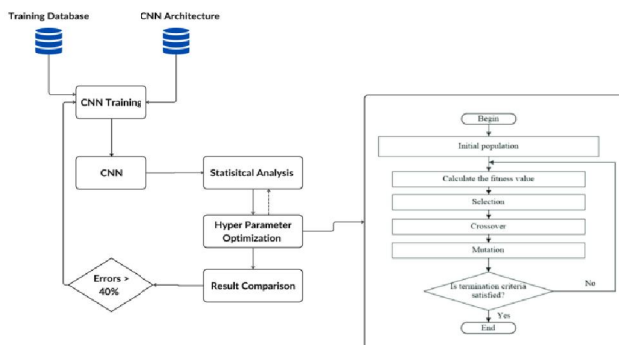 Training Database
CNN Architecture
CNN Training
CNN
Statisitcal Analysis
Hyper Parameter
Optimization
Result Comparison
Errors >
40%
Begin
Initial population
Calculate the fitness value
Selection
Crossover
Mutation
Is termination criteria
satisfied?
No
Yes
End